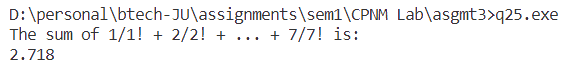 D:\personal\btech-JU\assignments\sem1\CPNM Lab\asgmt3>q25.exe
The sum of 1/1! + 2/2! + ... + 7/7! is:
2.718